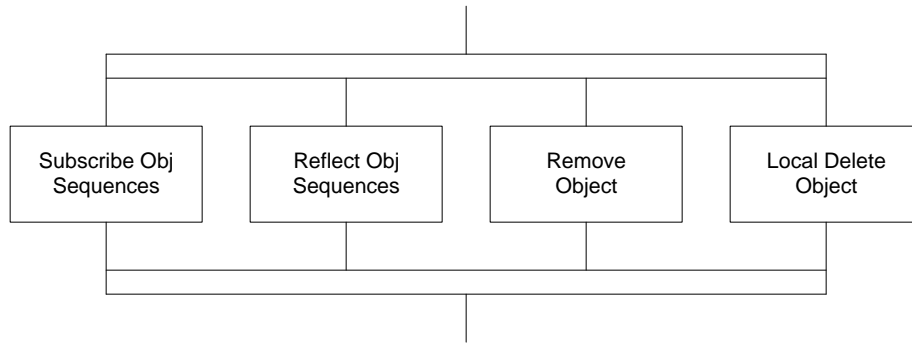 Subscribe Obj
Sequences
Reflect Obj
Sequences
Remove
Object
Local Delete
Object